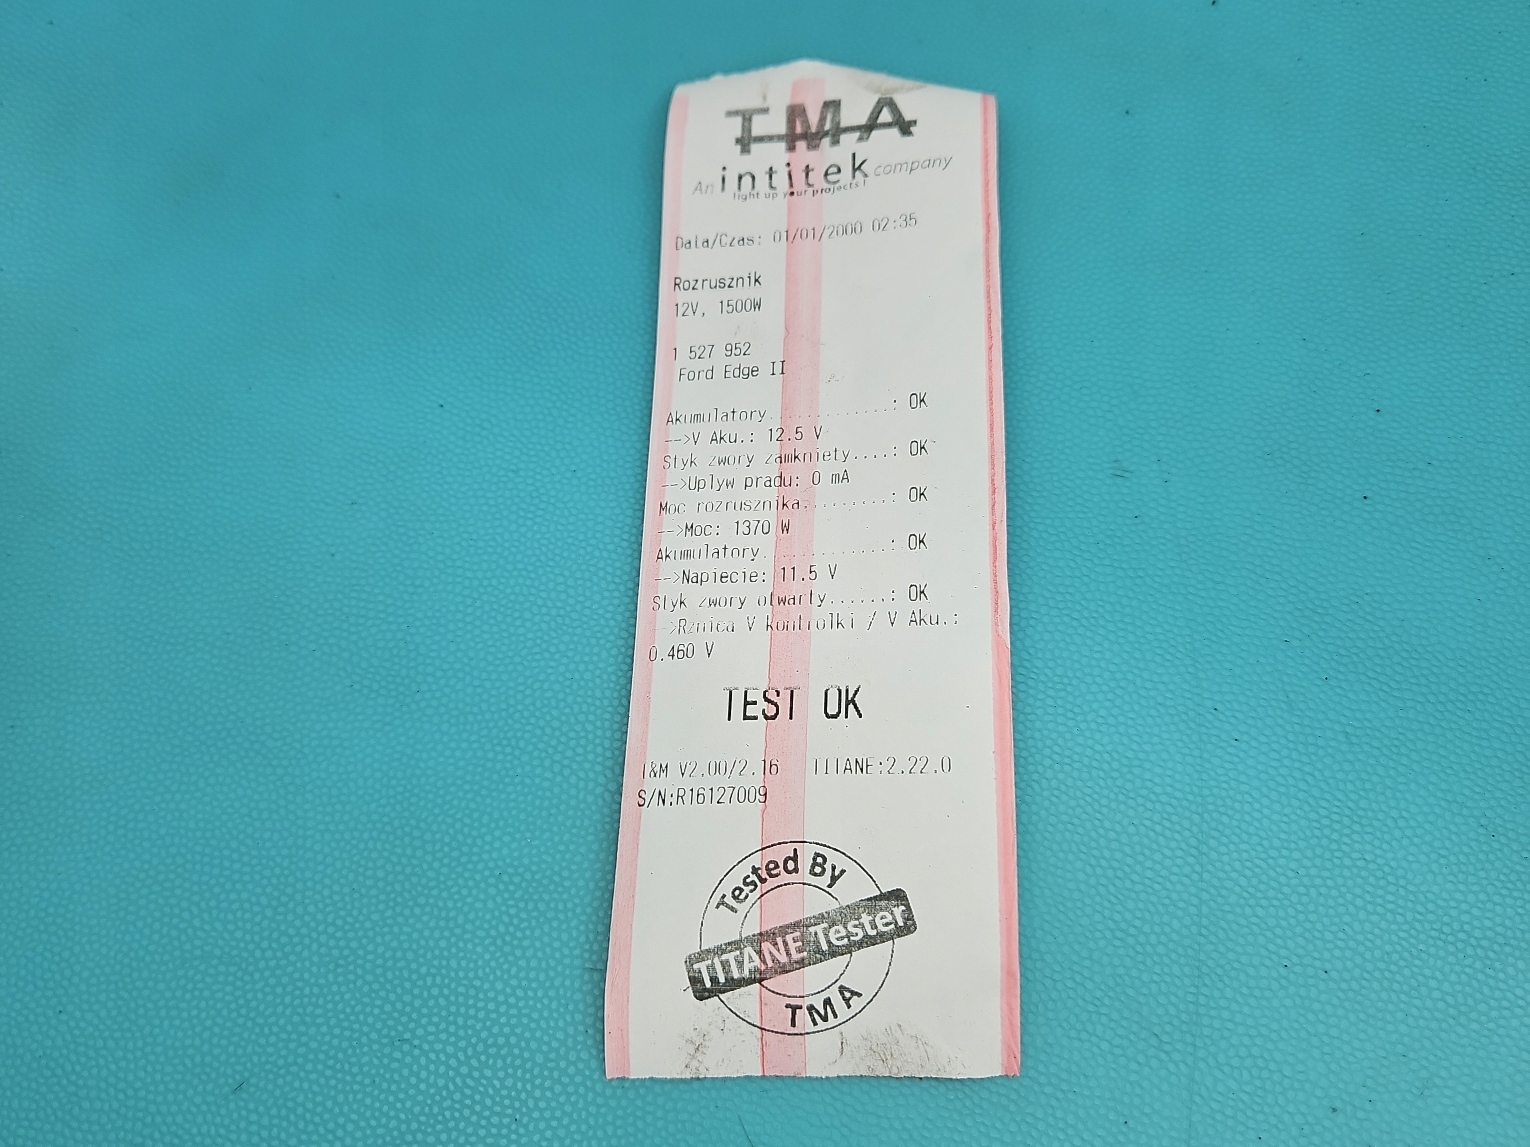 TMA
An intitek company
light up your projects!
Data/Czas: 01/01/2000 02:35
Rozrusznik
12V, 1500W
1 527 952
Ford Edge II
Akumulatory.............: OK
-->V Aku.: 12.5 V
Styk zwory zamkniety....: OK
-->Uplyw pradu: 0 mA
Moc rozrusznika.........: OK
-->Moc: 1370 W
Akumulatory.............: OK
-->Napiecie: 11.5 V
Styk zwory otwarty......: OK
-->Rznica V kontrolki / V Aku.:
0.460 V
TEST OK
T&M V2.00/2.16 TITANE:2.22.0
S/N:R16127009
Tested By
TITANE Tester
TMA